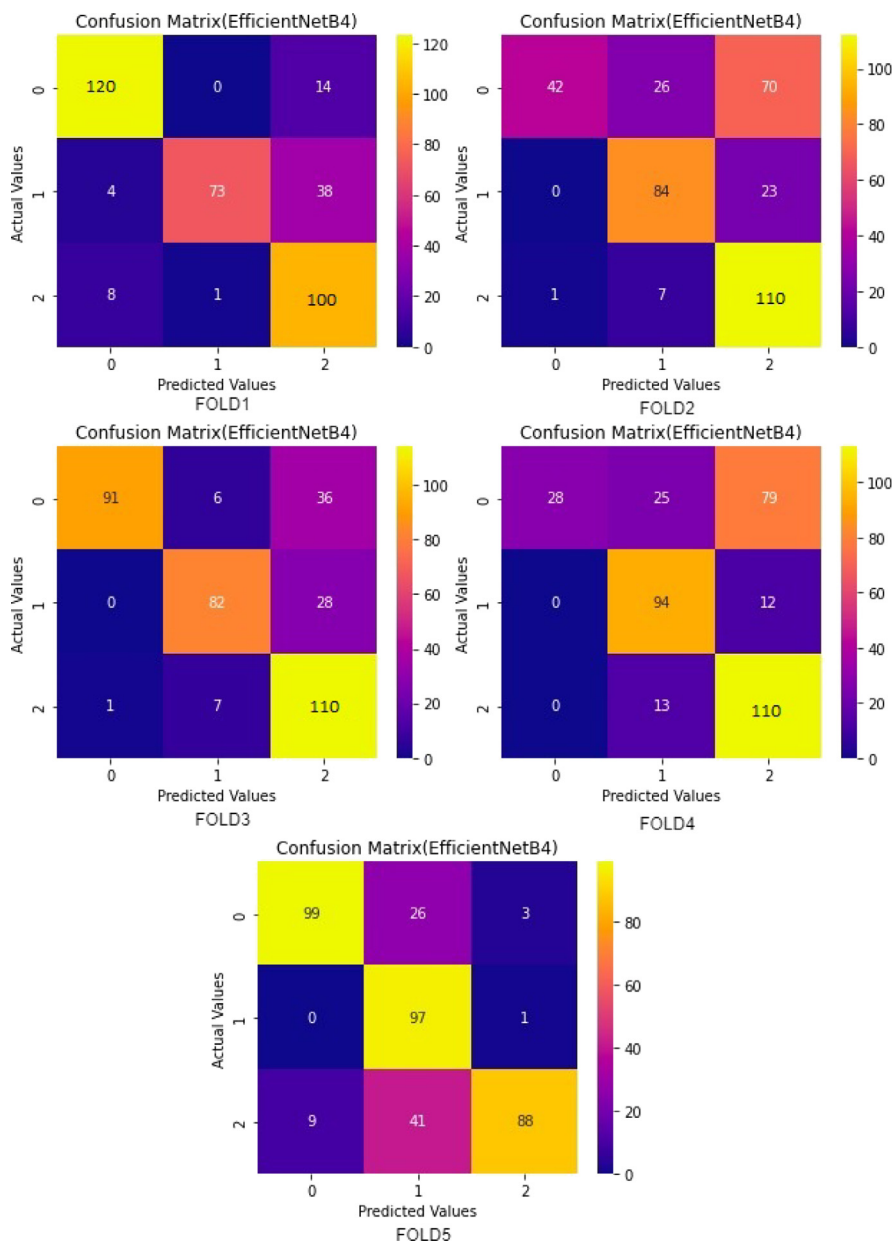 Confusion Matrix(EfficientNetB4)
120 0 14
4 73 38
8 1 100
0 1 2
Actual Values
0 1 2
Predicted Values
0 20 40 60 80 100 120
FOLD1
Confusion Matrix(EfficientNetB4)
42 26 70
0 84 23
1 7 110
0 1 2
Actual Values
0 1 2
Predicted Values
0 20 40 60 80 100
FOLD2
Confusion Matrix(EfficientNetB4)
91 6 36
0 82 28
1 7 110
0 1 2
Actual Values
0 1 2
Predicted Values
0 20 40 60 80 100
FOLD3
Confusion Matrix(EfficientNetB4)
28 25 79
0 94 12
0 13 110
0 1 2
Actual Values
0 1 2
Predicted Values
0 20 40 60 80 100
FOLD4
Confusion Matrix(EfficientNetB4)
99 26 3
0 97 1
9 41 88
0 1 2
Actual Values
0 1 2
Predicted Values
0 20 40 60 80
FOLD5